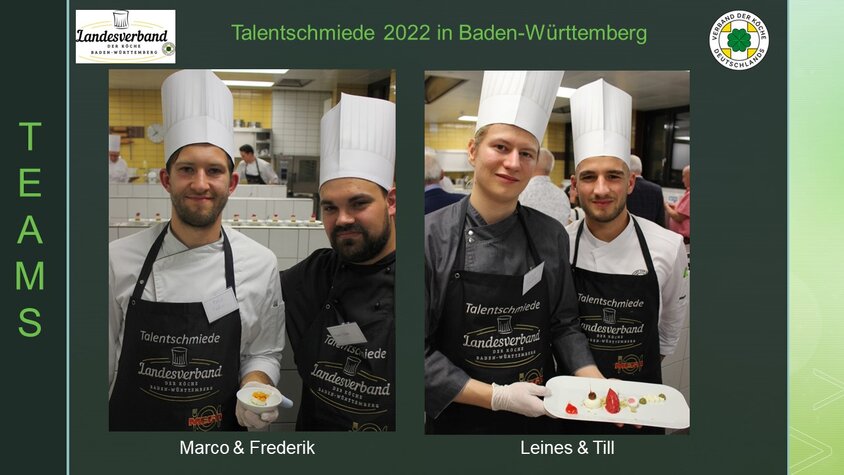 Landesverband
DER KÖCHE
BADEN-WÜRTTEMBERG
Talentschmiede 2022 in Baden-Württemberg
VERBAND DER KÖCHE
DEUTSCHLANDS
TEAMS
Talentschmiede
Landesverband
DER KÖCHE
BADEN-WÜRTTEMBERG
Talentschmiede
Landesverband
DER KÖCHE
BADEN-WÜRTTEMBERG
Talentschmiede
Landesverband
DER KÖCHE
BADEN-WÜRTTEMBERG
Talentschmiede
Landesverband
DER KÖCHE
BADEN-WÜRTTEMBERG
Marco & Frederik
Leines & Till